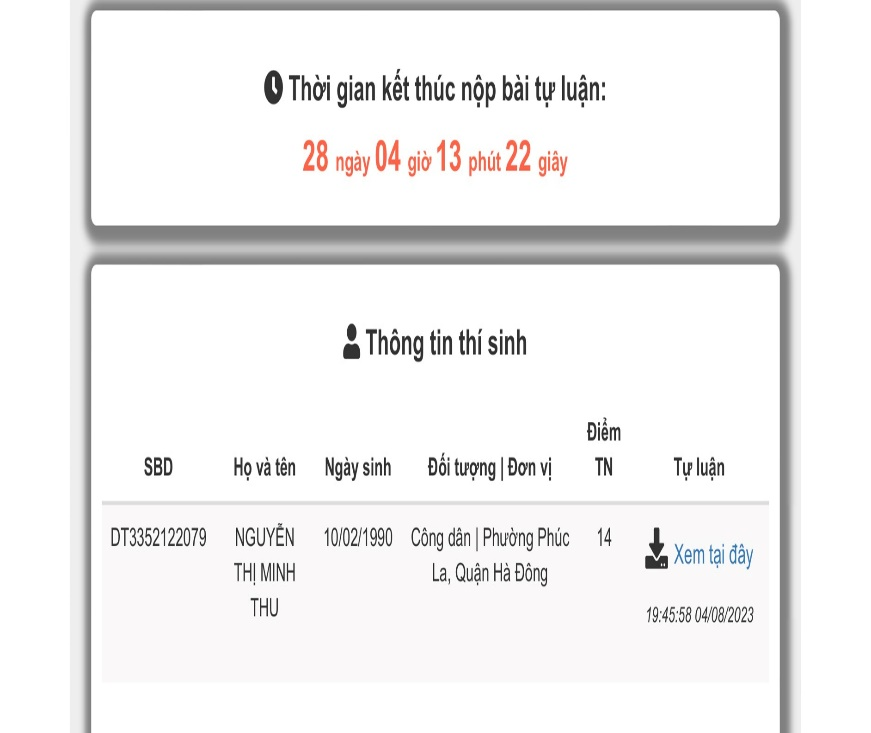 Thời gian kết thúc nộp bài tự luận:
28 ngày 04 giờ 13 phút 22 giây
Thông tin thí sinh
SBD Họ và tên Ngày sinh Đối tượng | Đơn vị Điểm TN Tự luận
DT3352122079 NGUYỄN THỊ MINH THU 10/02/1990 Công dân | Phường Phúc La, Quận Hà Đông 14 Xem tại đây
19:45:58 04/08/2023